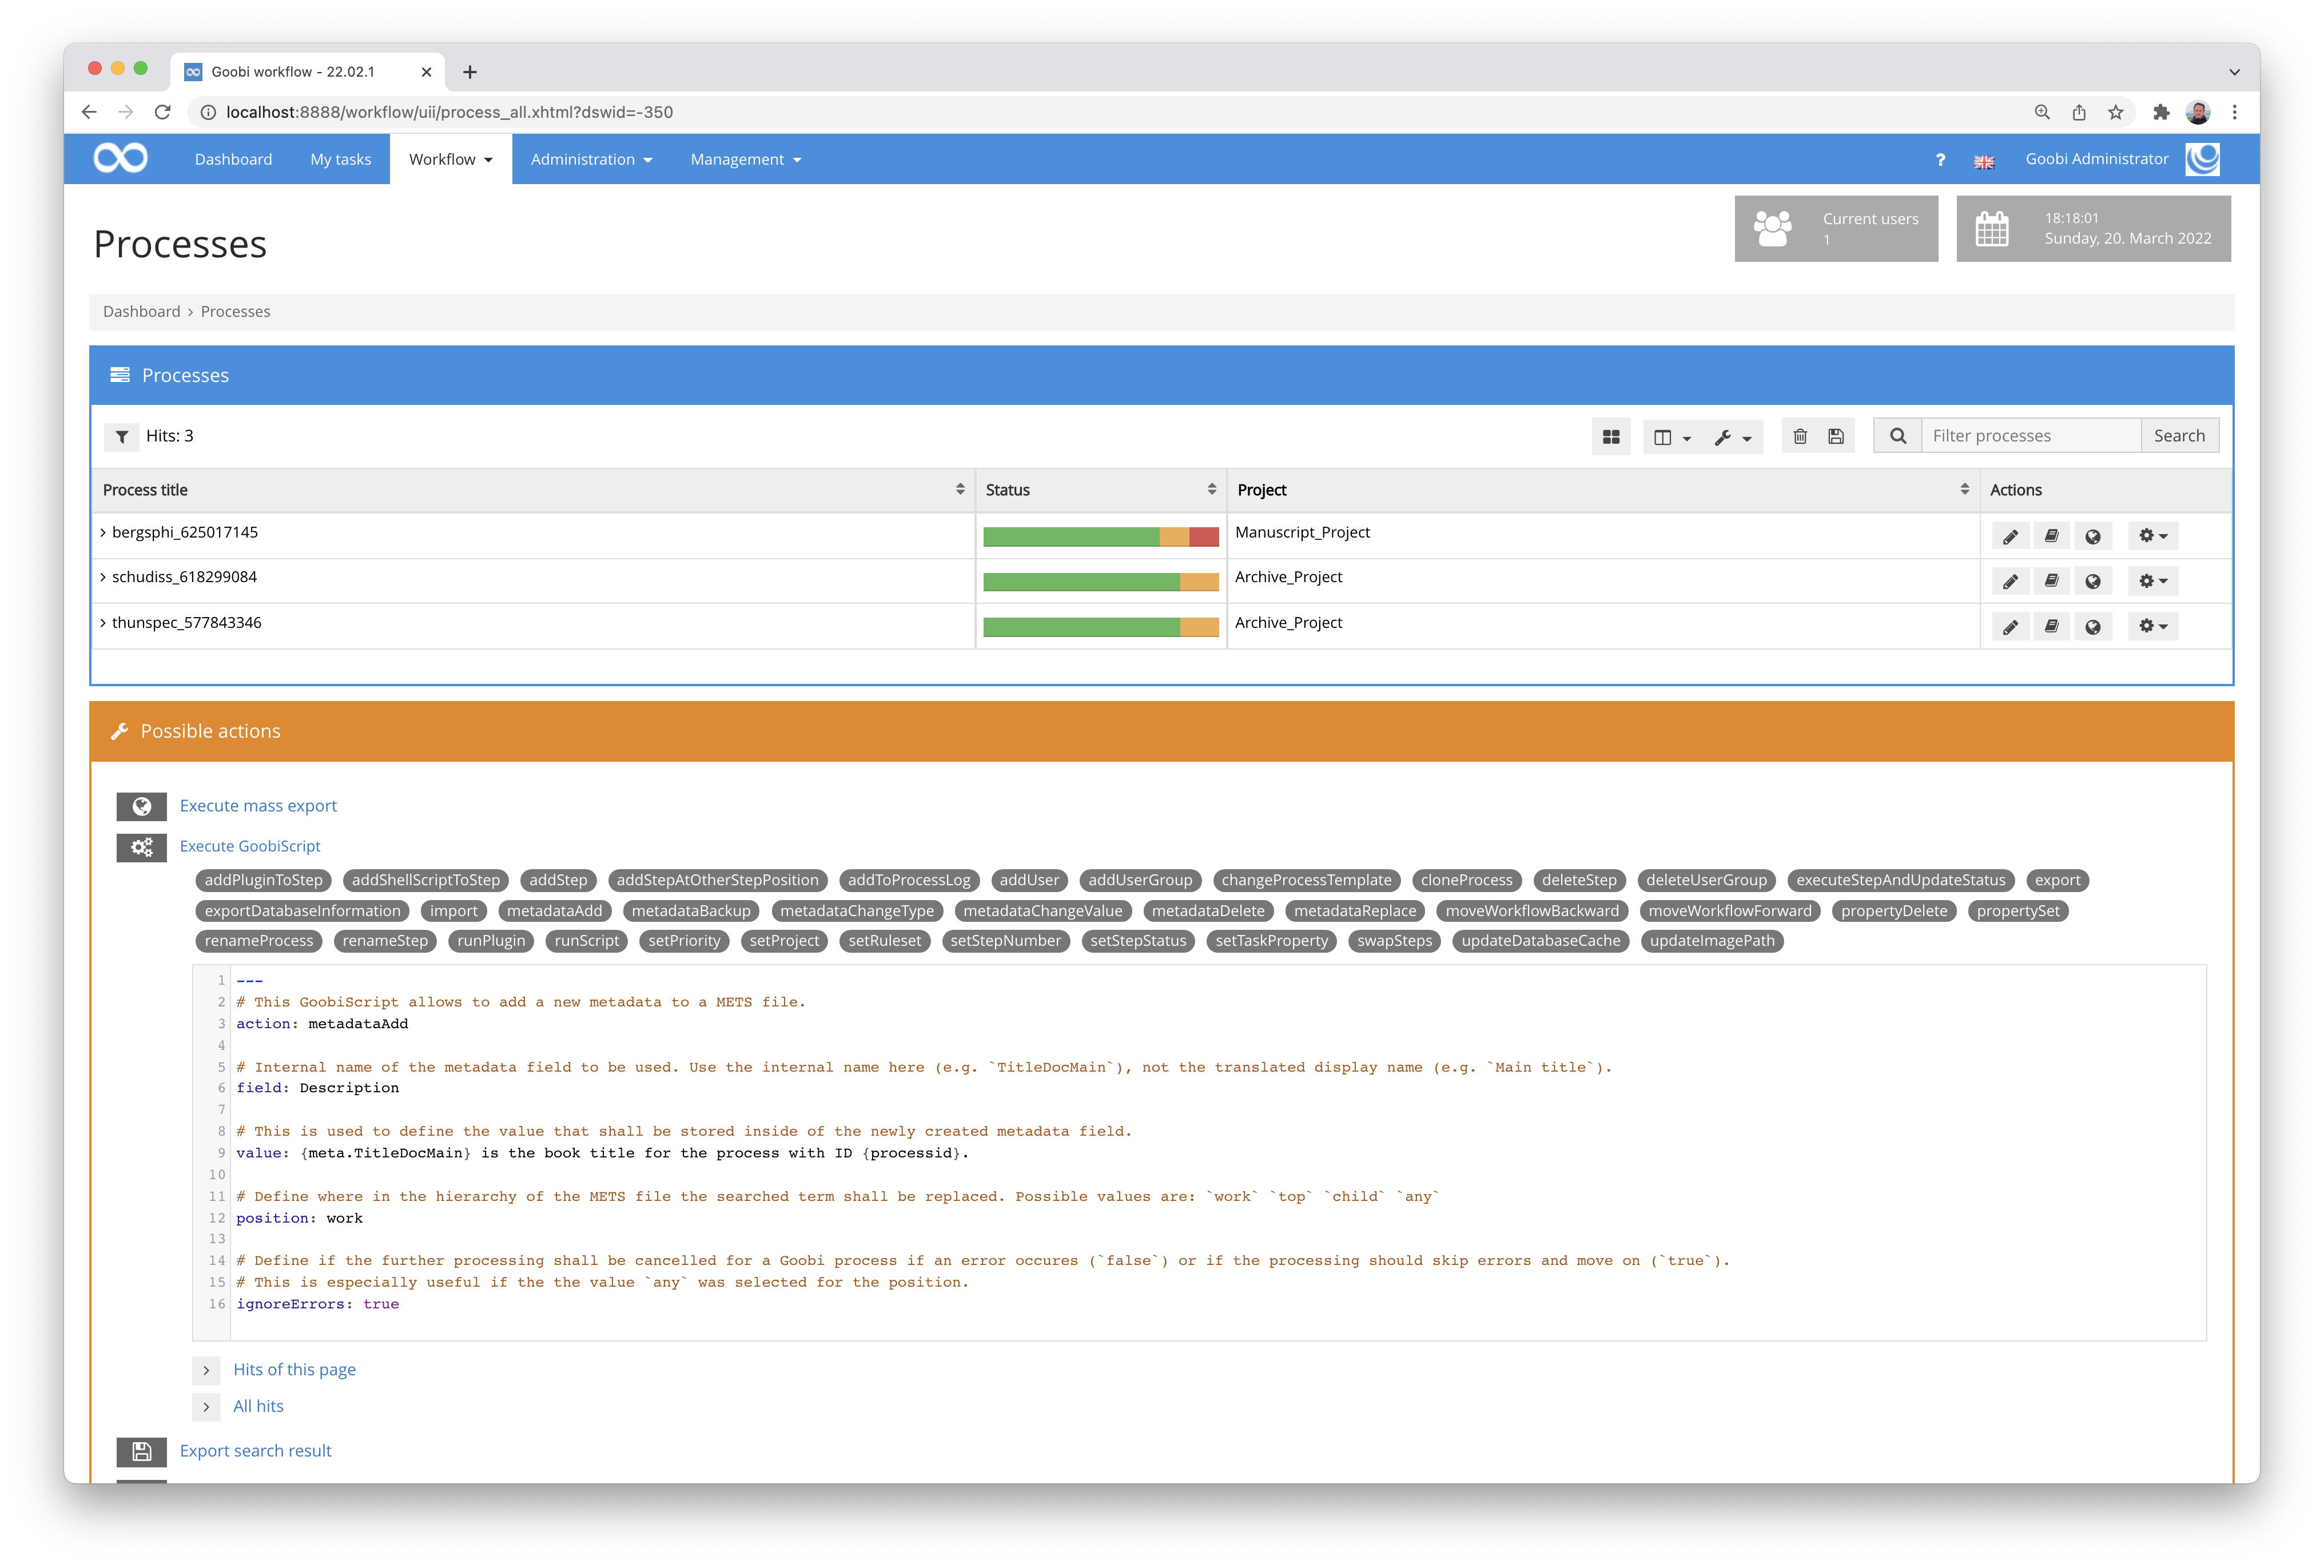 Goobi workflow - 22.02.1
localhost:8888/workflow/uii/process_all.xhtml?dswid=-350
Dashboard My tasks Workflow Administration Management ? Goobi Administrator
Processes
Current users
1
18:18:01
Sunday, 20. March 2022
Dashboard › Processes
Processes
Hits: 3
Filter processes Search
Process title Status Project Actions
bergsphi_625017145 Manuscript_Project
schudiss_618299084 Archive_Project
thunspec_577843346 Archive_Project
Possible actions
Execute mass export
Execute GoobiScript
addPluginToStep addShellScriptToStep addStep addStepAtOtherStepPosition addToProcessLog addUser addUserGroup changeProcessTemplate cloneProcess deleteStep deleteUserGroup executeStepAndUpdateStatus export
exportDatabaseInformation import metadataAdd metadataBackup metadataChangeType metadataChangeValue metadataDelete metadataReplace moveWorkflowBackward moveWorkflowForward propertyDelete propertySet
renameProcess renameStep runPlugin runScript setPriority setProject setRuleset setStepNumber setStepStatus setTaskProperty swapSteps updateDatabaseCache updateImagePath
1 ---
2 # This GoobiScript allows to add a new metadata to a METS file.
3 action: metadataAdd
4
5 # Internal name of the metadata field to be used. Use the internal name here (e.g. `TitleDocMain`), not the translated display name (e.g. `Main title`).
6 field: Description
7
8 # This is used to define the value that shall be stored inside of the newly created metadata field.
9 value: {meta.TitleDocMain} is the book title for the process with ID {processid}.
10
11 # Define where in the hierarchy of the METS file the searched term shall be replaced. Possible values are: `work` `top` `child` `any`
12 position: work
13
14 # Define if the further processing shall be cancelled for a Goobi process if an error occures (`false`) or if the processing should skip errors and move on (`true`).
15 # This is especially useful if the the value `any` was selected for the position.
16 ignoreErrors: true
Hits of this page
All hits
Export search result